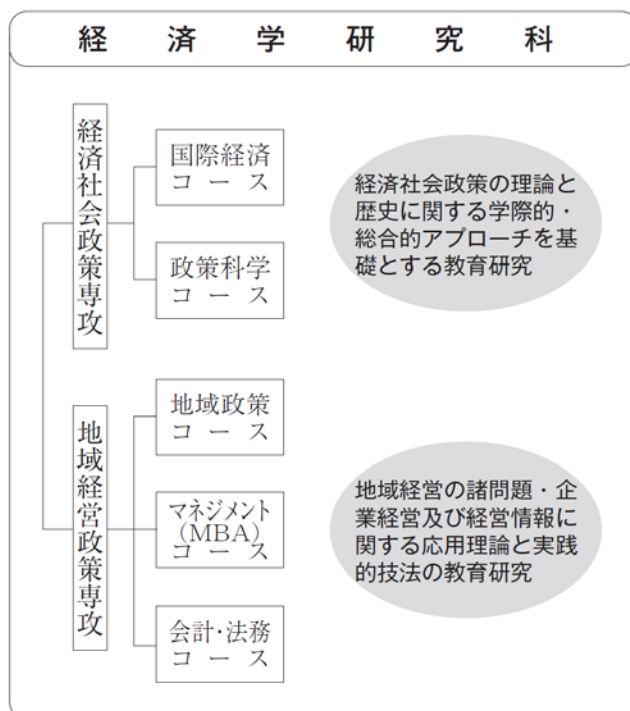 経済学研究科
経済社会政策専攻
国際経済
コース
政策科学
コース
経済社会政策の理論と
歴史に関する学際的・
総合的アプローチを基
礎とする教育研究
地域経営政策専攻
地域政策
コース
マネジメント
(MBA)
コース
会計・法務
コース
地域経営の諸問題・企
業経営及び経営情報に
関する応用理論と実践
的技法の教育研究